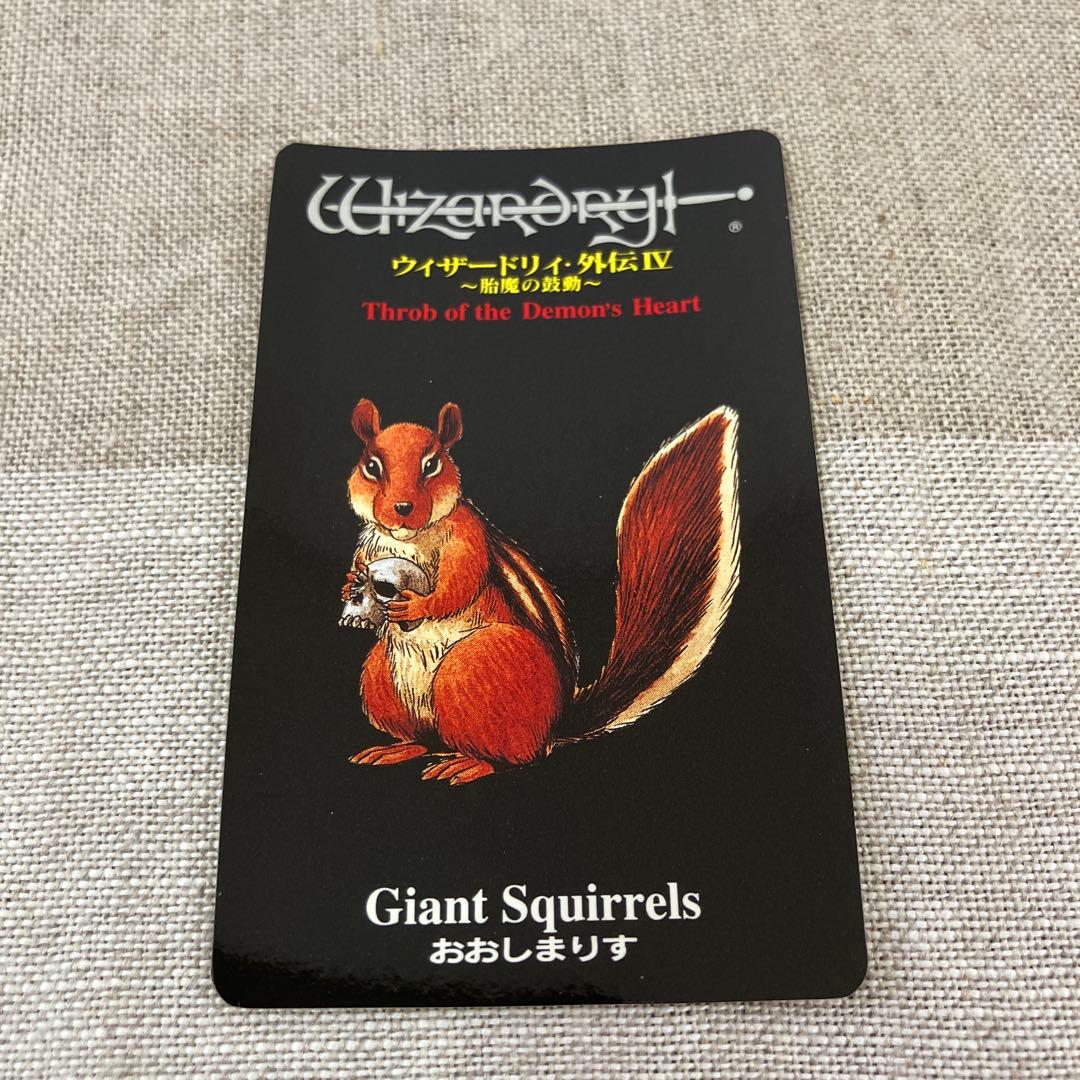 Wizardry
®
ウィザードリィ・外伝IV
～胎魔の鼓動～
Throb of the Demon's Heart
Giant Squirrels
おおしまりす